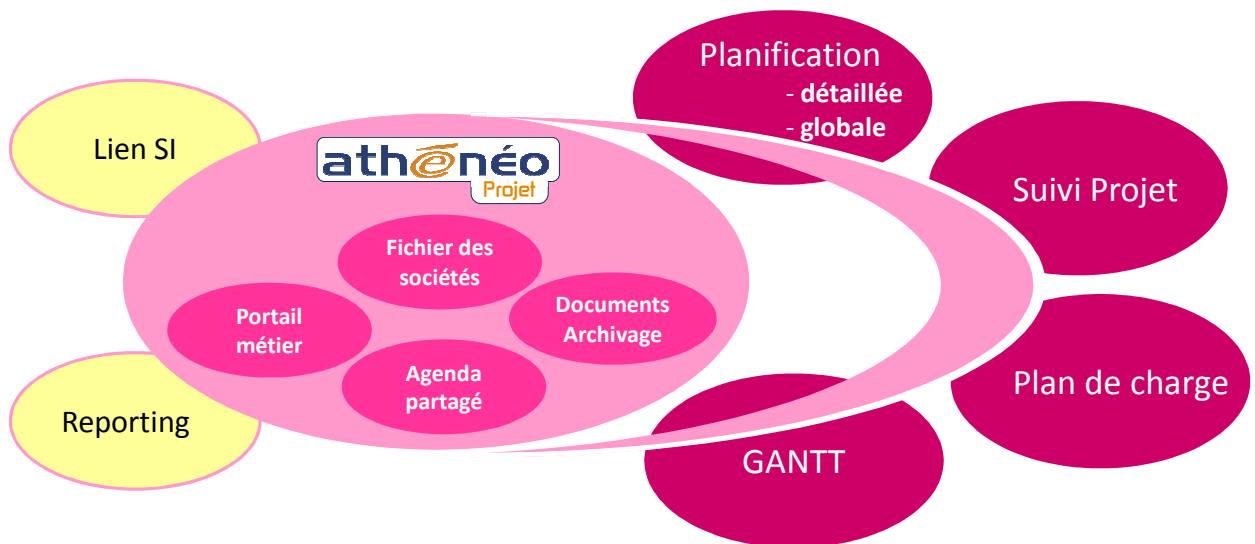 Planification
- détaillée
- globale
Lien SI
athenéo
Projet
Suivi Projet
Fichier des
sociétés
Portail
métier
Documents
Archivage
Agenda
partagé
Plan de charge
Reporting
GANTT